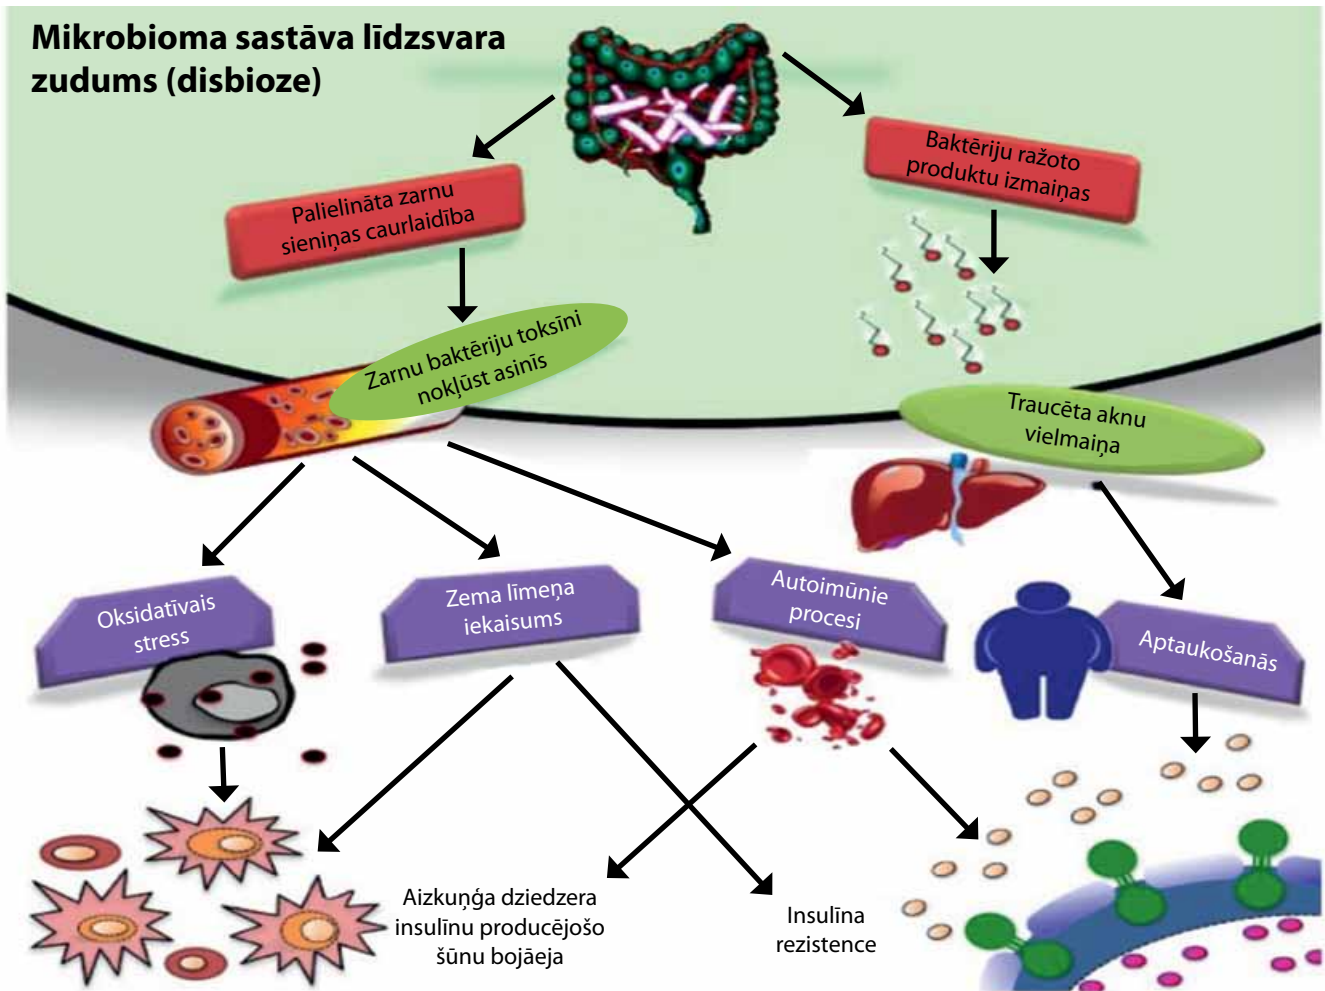 Mikrobioma sastāva līdzsvara
zudums (disbioze)
Baktēriju ražoto
produktu izmaiņas
Palielināta zarnu
sieniņas caurlaidība
Zarnu baktēriju toksīni
nokļūst asinīs
Traucēta aknu
vielmaiņa
Oksidatīvais
stress
Zema līmeņa
iekaisums
Autoimūnie
procesi
Aptaukošanās
Aizkuņģa dziedzera
insulīnu producējošo
šūnu bojāeja
Insulīna
rezistence